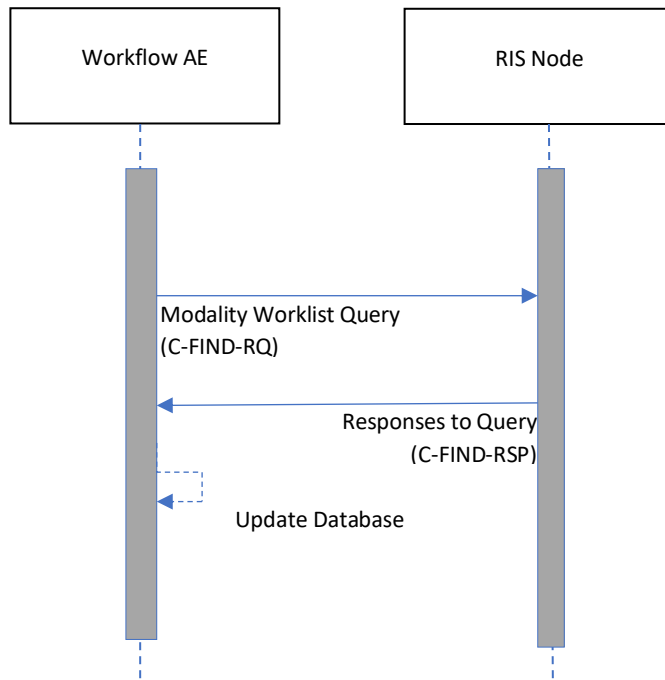 Workflow AE
RIS Node
Modality Worklist Query
(C-FIND-RQ)
Responses to Query
(C-FIND-RSP)
Update Database